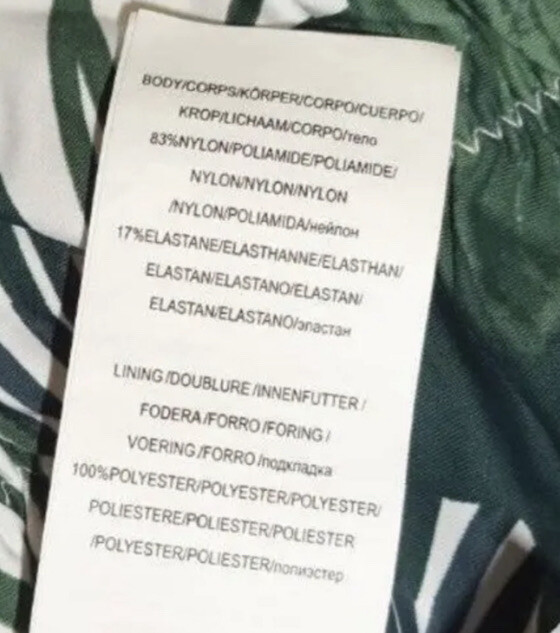 BODY/CORPS/KÖRPER/CORPO/CUERPO/
KROP/LICHAAM/CORPO/тело
83%NYLON/POLIAMIDE/POLIAMIDE/
NYLON/NYLON/NYLON
/NYLON/POLIAMIDA/нейлон
17%ELASTANE/ELASTHANNE/ELASTHAN/
ELASTAN/ELASTANO/ELASTAN/
ELASTAN/ELASTANO/эластан
LINING/DOUBLURE/INNENFUTTER/
FODERA/FORRO/FORING/
VOERING/FORRO/подкладка
100%POLYESTER/POLYESTER/POLYESTER/
POLIESTERE/POLIESTER/POLIESTER
/POLYESTER/POLIESTER/полиэстер